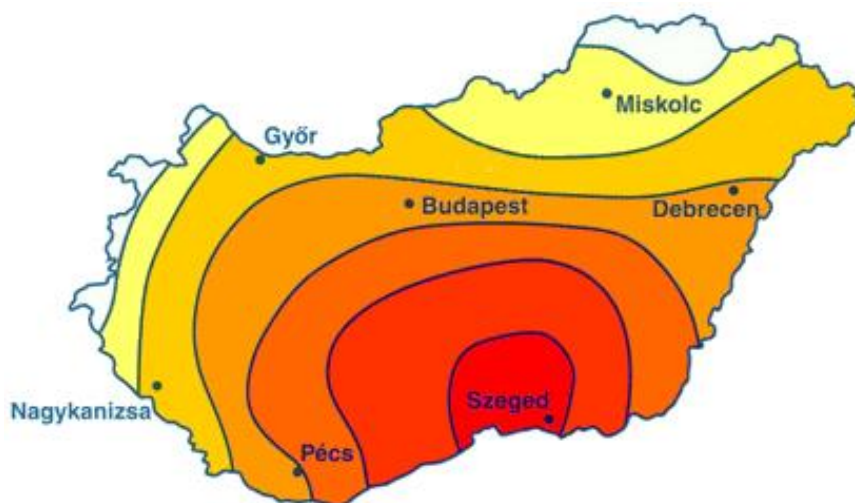 Miskolc
Győr
Budapest
Debrecen
Nagykanizsa
Szeged
Pécs